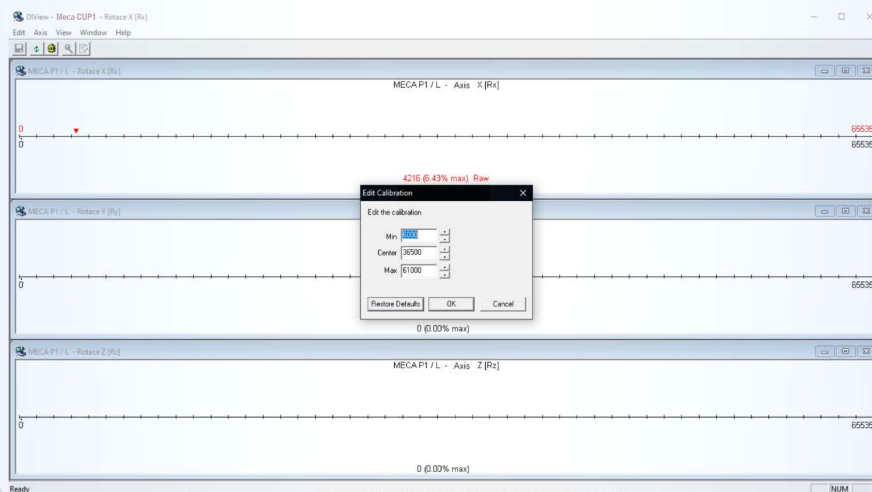 DIView - Meca CUP1 - Rotace X [Rx]
Edit Axis View Window Help
MECA P1 / L - Rotace X [Rx]
MECA P1 / L - Axis X [Rx]
0 65535
0 65535
4216 (6.43% max) Raw
Edit Calibration
Edit the calibration
Min 6000
Center 36500
Max 61000
Restore Defaults OK Cancel
MECA P1 / L - Rotace Y [Ry]
0 65535
0 (0.00% max)
MECA P1 / L - Rotace Z [Rz]
MECA P1 / L - Axis Z [Rz]
0 65535
0 (0.00% max)
Ready NUM